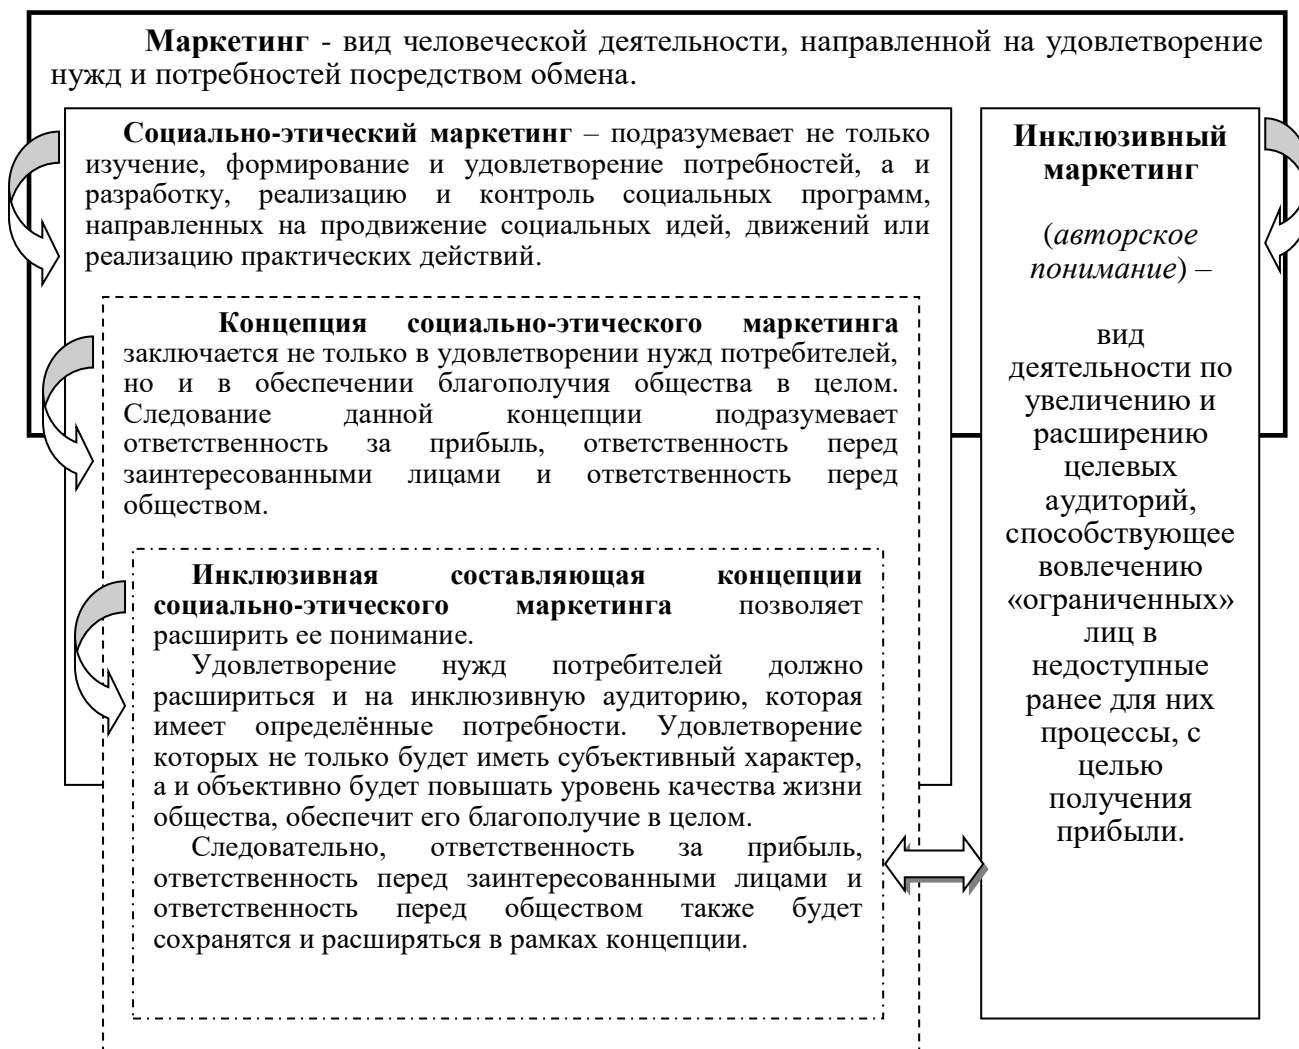 Маркетинг - вид человеческой деятельности, направленной на удовлетворение
нужд и потребностей посредством обмена.
Социально-этический маркетинг – подразумевает не только
изучение, формирование и удовлетворение потребностей, а и
разработку, реализацию и контроль социальных программ,
направленных на продвижение социальных идей, движений или
реализацию практических действий.
Концепция социально-этического маркетинга
заключается не только в удовлетворении нужд потребителей,
но и в обеспечении благополучия общества в целом.
Следование данной концепции подразумевает
ответственность за прибыль, ответственность перед
заинтересованными лицами и ответственность перед
обществом.
Инклюзивная составляющая концепции
социально-этического маркетинга позволяет
расширить ее понимание.
Удовлетворение нужд потребителей должно
расшириться и на инклюзивную аудиторию, которая
имеет определённые потребности. Удовлетворение
которых не только будет иметь субъективный характер,
а и объективно будет повышать уровень качества жизни
общества, обеспечит его благополучие в целом.
Следовательно, ответственность за прибыль,
ответственность перед заинтересованными лицами и
ответственность перед обществом также будет
сохранятся и расширяться в рамках концепции.
Инклюзивный
маркетинг
(авторское
понимание) –
вид
деятельности по
увеличению и
расширению
целевых
аудиторий,
способствующее
вовлечению
«ограниченных»
лиц в
недоступные
ранее для них
процессы, с
целью
получения
прибыли.